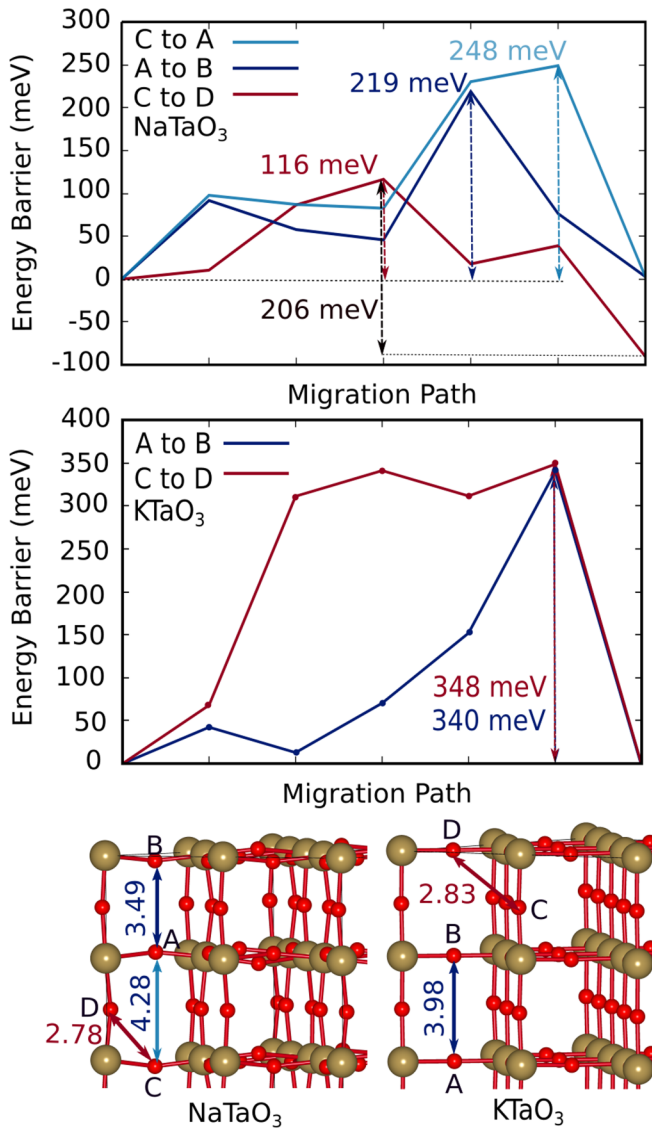 300
250
200
150
100
50
0
-50
-100
Energy Barrier (meV)
C to A
A to B
C to D
NaTaO₃
248 meV
219 meV
116 meV
206 meV
Migration Path
400
350
300
250
200
150
100
50
0
Energy Barrier (meV)
A to B
C to D
KTaO₃
348 meV
340 meV
Migration Path
B
3.49
A
D
4.28
2.78
C
NaTaO₃
D
2.83
C
B
3.98
A
KTaO₃